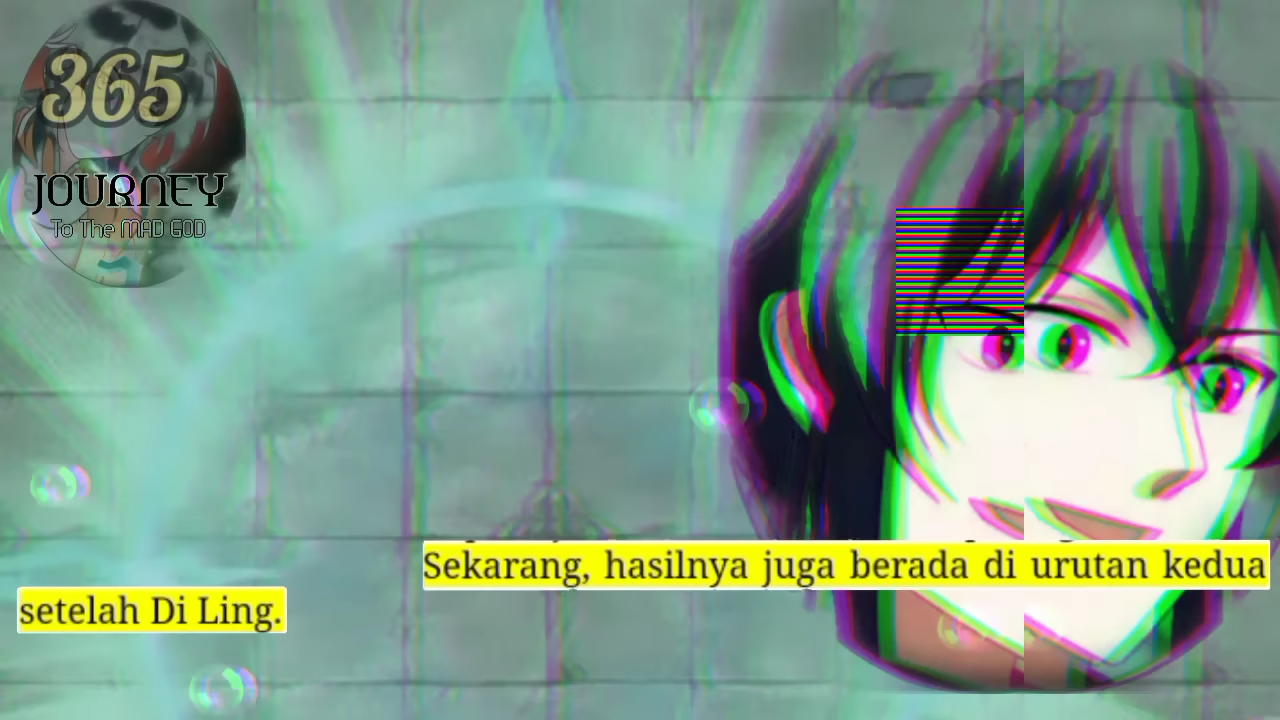 365
JOURNEY
To The MAD GOD
Sekarang, hasilnya juga berada di urutan kedua
setelah Di Ling.